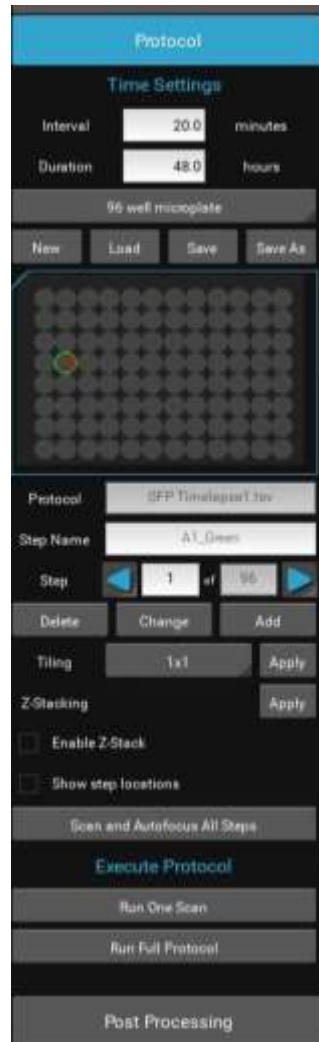 Protocol
Time Settings
Interval 20.0 minutes
Duration 48.0 hours
96 well microplate
New Load Save Save As
Protocol GFP Timelapse1.tsv
Step Name A1_Green
Step 1 of 96
Delete Change Add
Tiling 1x1 Apply
Z-Stacking Apply
Enable Z-Stack
Show step locations
Scan and Autofocus All Steps
Execute Protocol
Run One Scan
Run Full Protocol
Post Processing